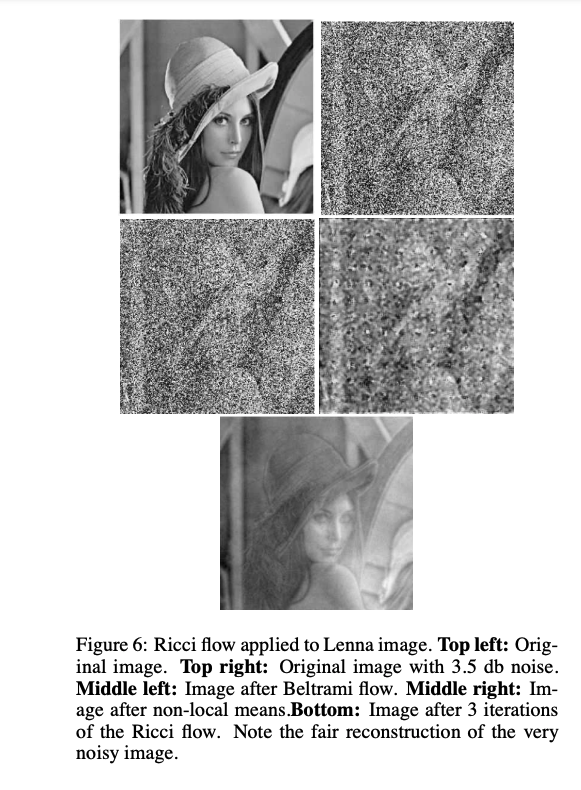 Figure 6: Ricci flow applied to Lenna image. Top left: Orig-
inal image. Top right: Original image with 3.5 db noise.
Middle left: Image after Beltrami flow. Middle right: Im-
age after non-local means.Bottom: Image after 3 iterations
of the Ricci flow. Note the fair reconstruction of the very
noisy image.